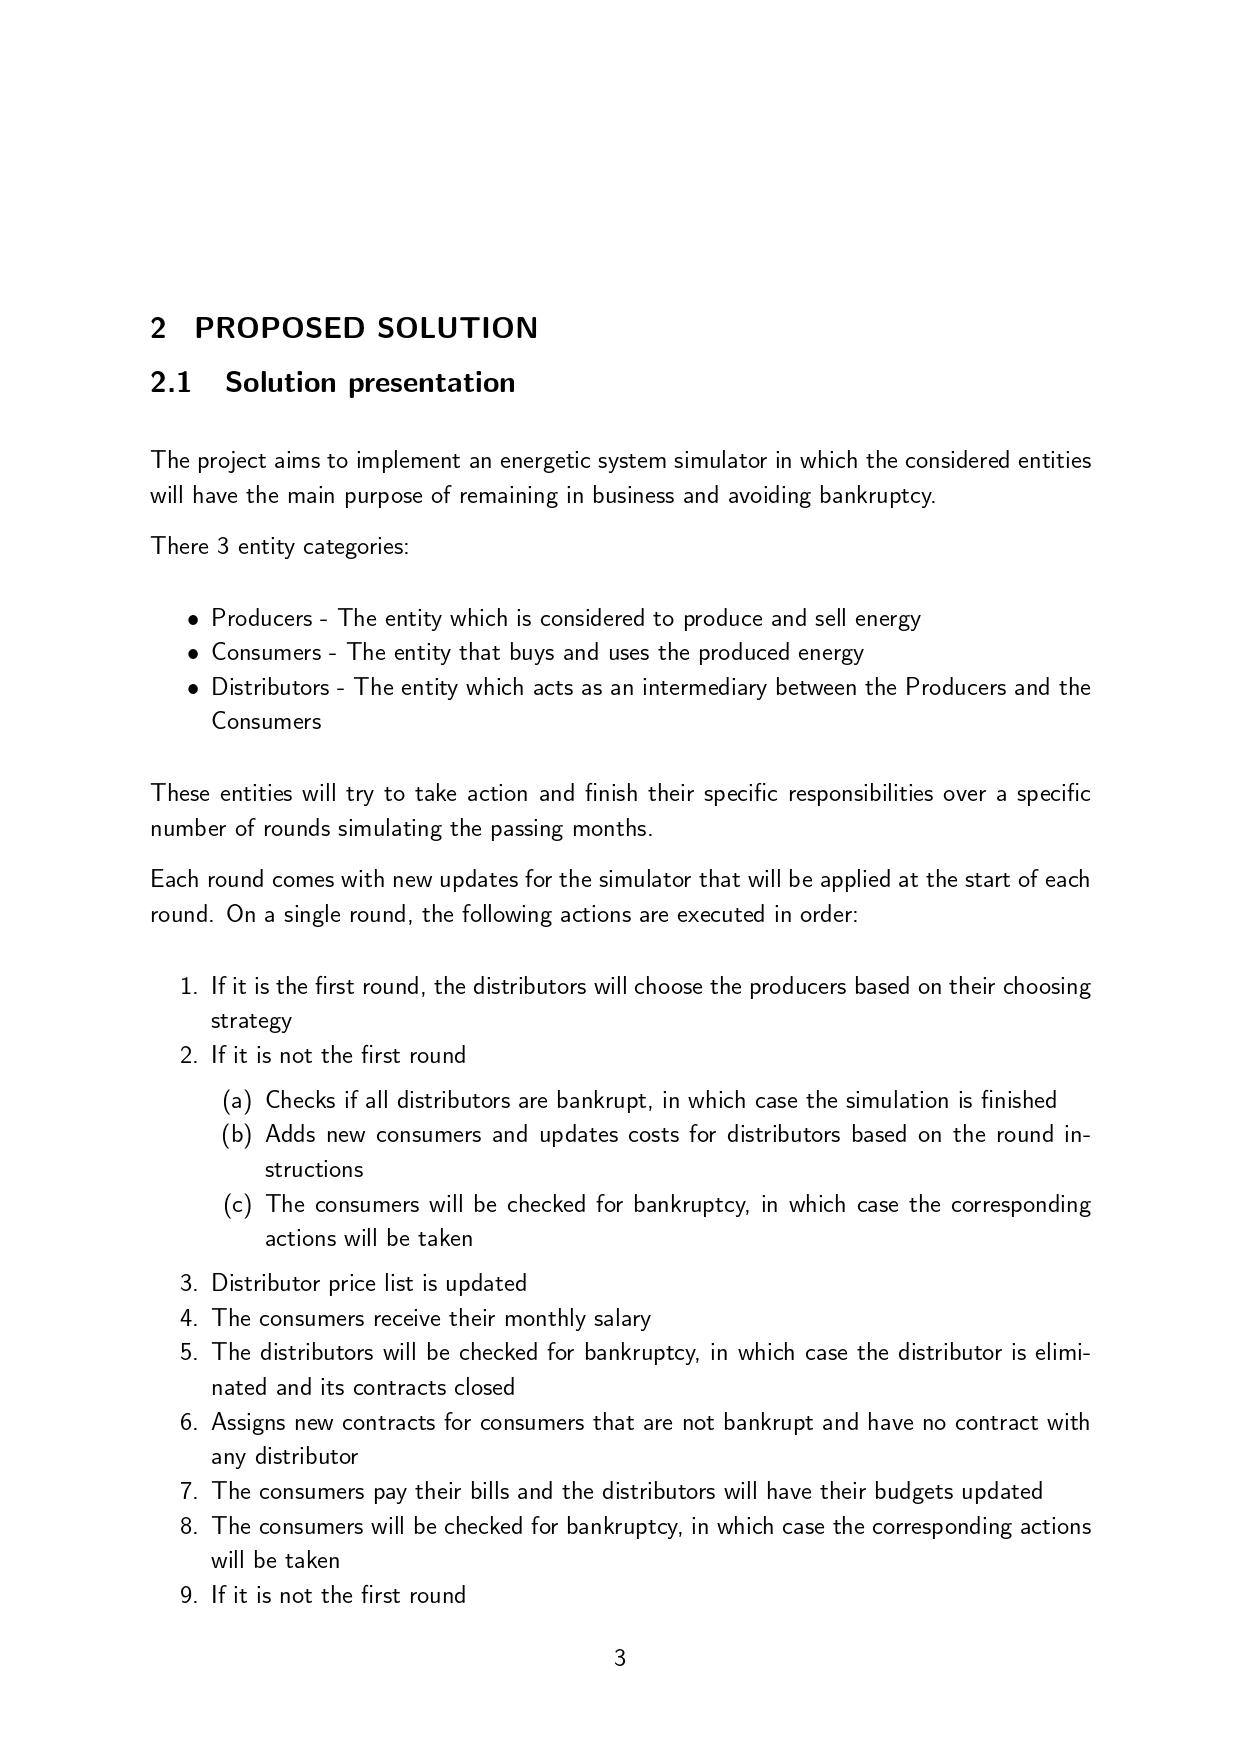 2 PROPOSED SOLUTION
2.1 Solution presentation
The project aims to implement an energetic system simulator in which the considered entities
will have the main purpose of remaining in business and avoiding bankruptcy.
There 3 entity categories:
• Producers - The entity which is considered to produce and sell energy
• Consumers - The entity that buys and uses the produced energy
• Distributors - The entity which acts as an intermediary between the Producers and the
Consumers
These entities will try to take action and finish their specific responsibilities over a specific
number of rounds simulating the passing months.
Each round comes with new updates for the simulator that will be applied at the start of each
round. On a single round, the following actions are executed in order:
1. If it is the first round, the distributors will choose the producers based on their choosing
strategy
2. If it is not the first round
(a) Checks if all distributors are bankrupt, in which case the simulation is finished
(b) Adds new consumers and updates costs for distributors based on the round in-
structions
(c) The consumers will be checked for bankruptcy, in which case the corresponding
actions will be taken
3. Distributor price list is updated
4. The consumers receive their monthly salary
5. The distributors will be checked for bankruptcy, in which case the distributor is elimi-
nated and its contracts closed
6. Assigns new contracts for consumers that are not bankrupt and have no contract with
any distributor
7. The consumers pay their bills and the distributors will have their budgets updated
8. The consumers will be checked for bankruptcy, in which case the corresponding actions
will be taken
9. If it is not the first round
3